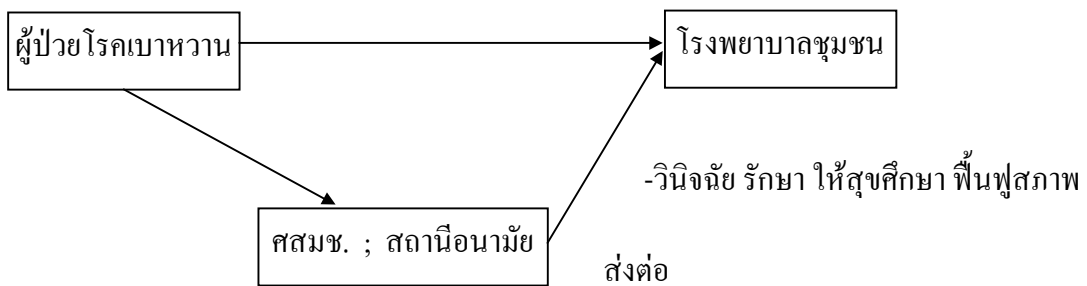 ผู้ป่วยโรคเบาหวาน
โรงพยาบาลชุมชน
-วินิจฉัย รักษา ให้สุขศึกษา ฟื้นฟูสภาพ
ศสมช. ; สถานีอนามัย
ส่งต่อ